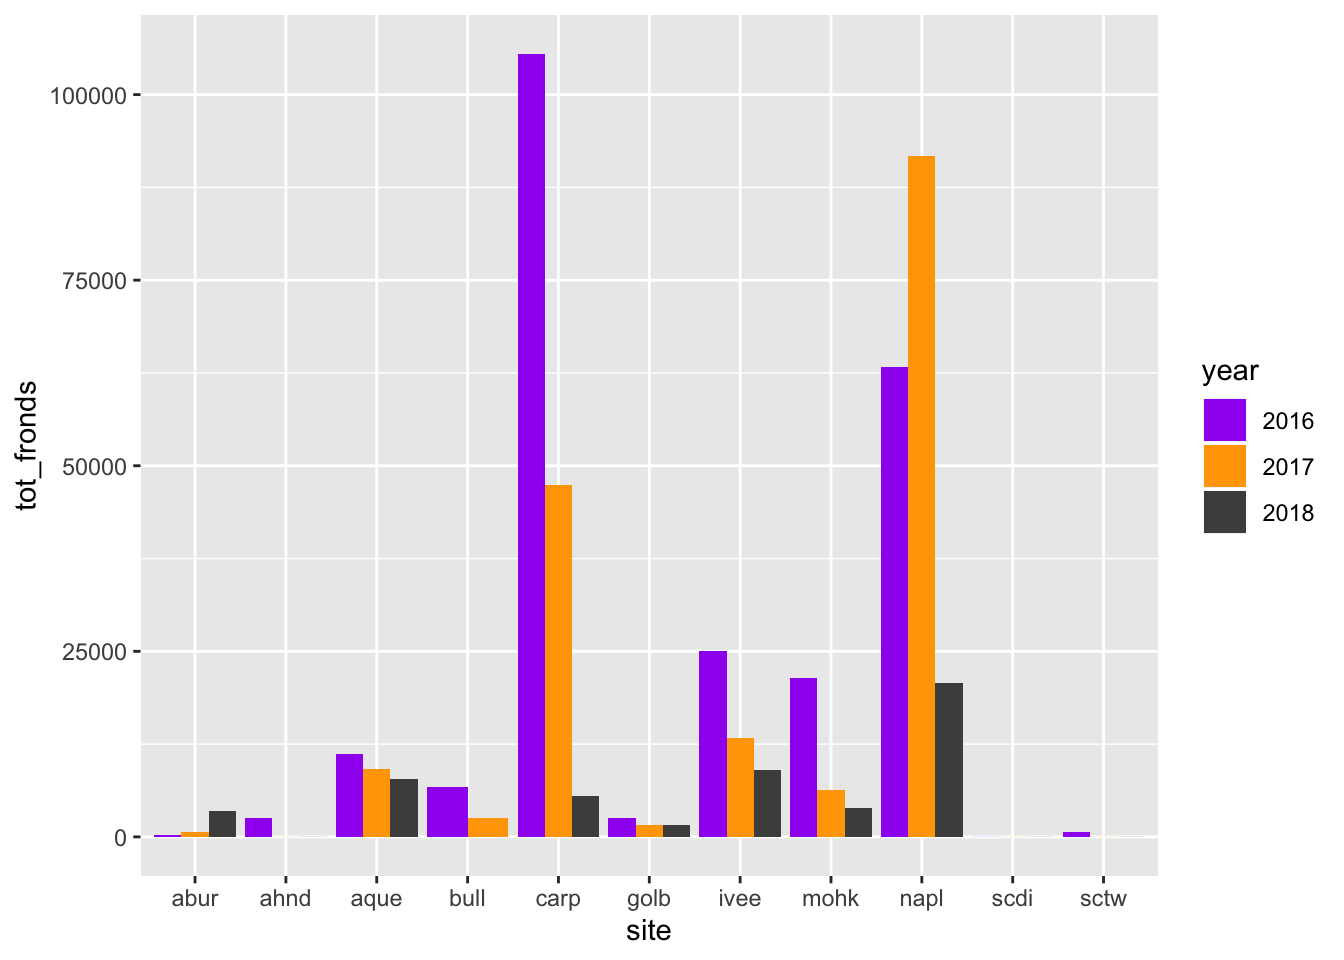 100000
75000
50000
25000
0
tot_fronds
abur ahnd aque bull carp golb ivee mohk napl scdi sctw
site
year
2016
2017
2018